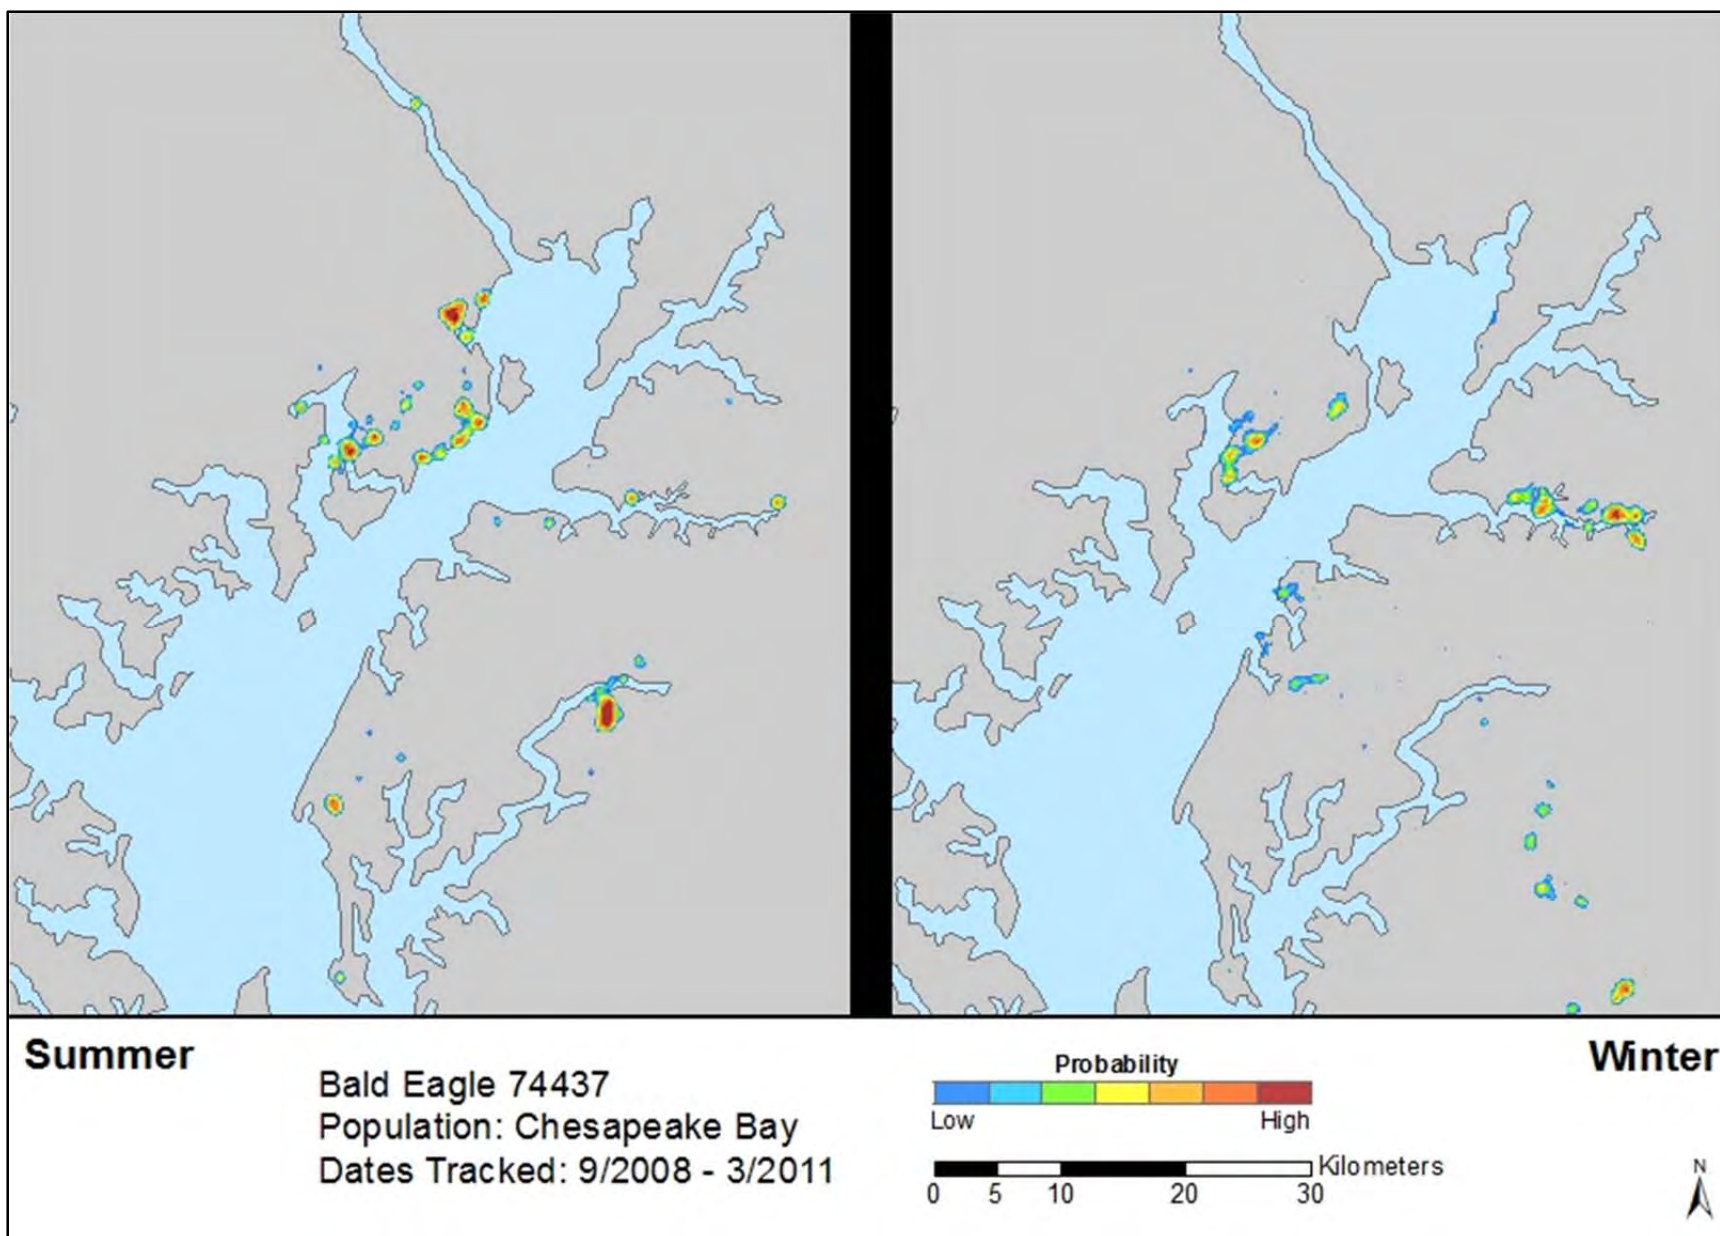 Summer
Winter
Bald Eagle 74437
Population: Chesapeake Bay
Dates Tracked: 9/2008 - 3/2011
Probability
Low High
Kilometers
0 5 10 20 30
N